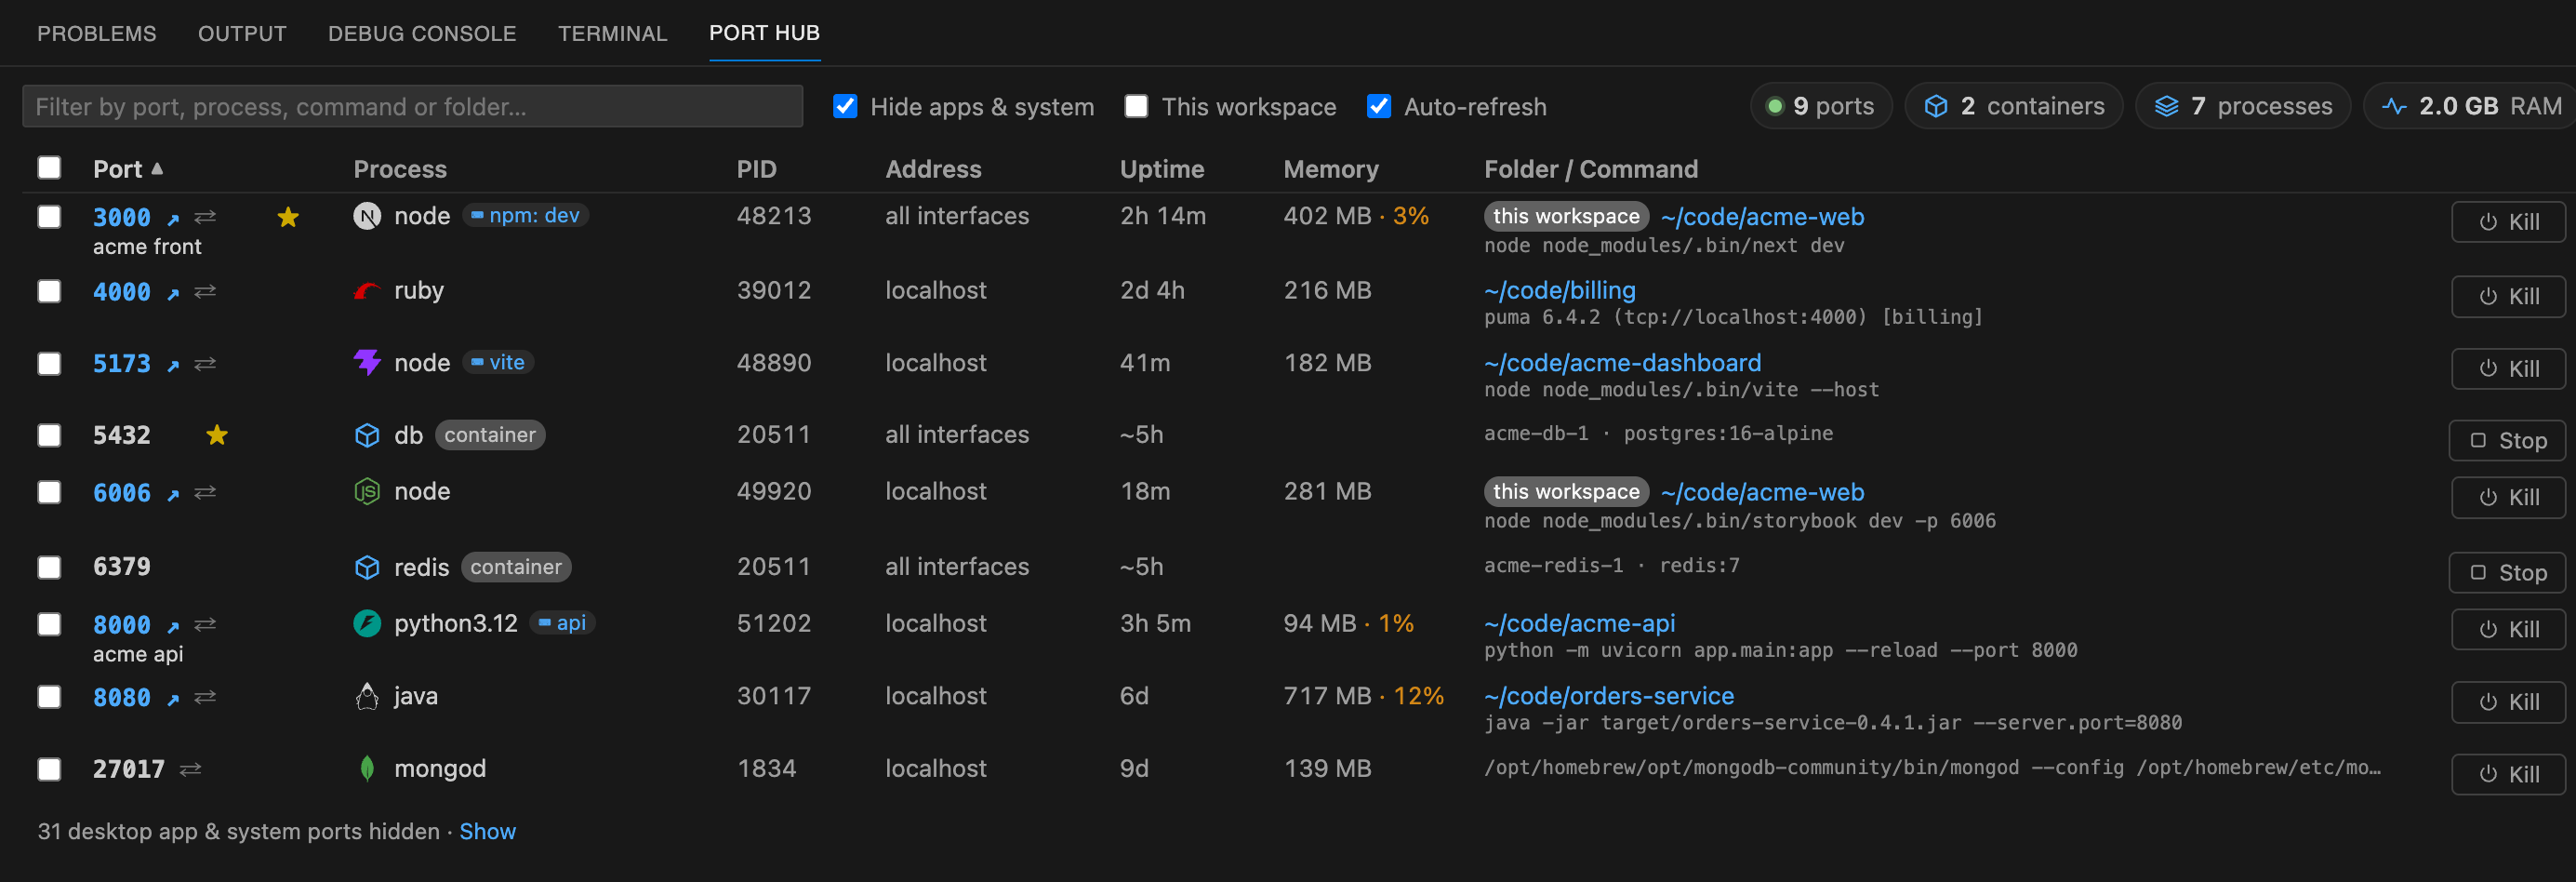 PROBLEMS OUTPUT DEBUG CONSOLE TERMINAL PORT HUB
Filter by port, process, command or folder... Hide apps & system This workspace Auto-refresh 9 ports 2 containers 7 processes 2.0 GB RAM
Port Process PID Address Uptime Memory Folder / Command
3000 node npm: dev 48213 all interfaces 2h 14m 402 MB · 3% this workspace ~/code/acme-web Kill
acme front node node_modules/.bin/next dev
4000 ruby 39012 localhost 2d 4h 216 MB ~/code/billing Kill
puma 6.4.2 (tcp://localhost:4000) [billing]
5173 node vite 48890 localhost 41m 182 MB ~/code/acme-dashboard Kill
node node_modules/.bin/vite --host
5432 db container 20511 all interfaces ~5h acme-db-1 · postgres:16-alpine Stop
6006 node 49920 localhost 18m 281 MB this workspace ~/code/acme-web Kill
node node_modules/.bin/storybook dev -p 6006
6379 redis container 20511 all interfaces ~5h acme-redis-1 · redis:7 Stop
8000 python3.12 api 51202 localhost 3h 5m 94 MB · 1% ~/code/acme-api Kill
acme api python -m uvicorn app.main:app --reload --port 8000
8080 java 30117 localhost 6d 717 MB · 12% ~/code/orders-service Kill
java -jar target/orders-service-0.4.1.jar --server.port=8080
27017 mongod 1834 localhost 9d 139 MB /opt/homebrew/opt/mongodb-community/bin/mongod --config /opt/homebrew/etc/mo… Kill
31 desktop app & system ports hidden · Show